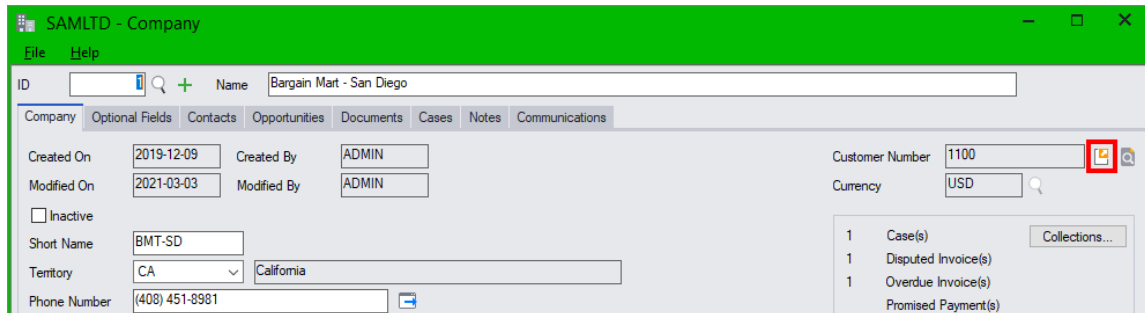 SAMLTD - Company
File Help
ID 1 Name Bargain Mart - San Diego
Company Optional Fields Contacts Opportunities Documents Cases Notes Communications
Created On 2019-12-09 Created By ADMIN Customer Number 1100
Modified On 2021-03-03 Modified By ADMIN Currency USD
Inactive
Short Name BMT-SD 1 Case(s) Collections...
1 Disputed Invoice(s)
Territory CA California
1 Overdue Invoice(s)
Phone Number (408) 451-8981 Promised Payment(s)